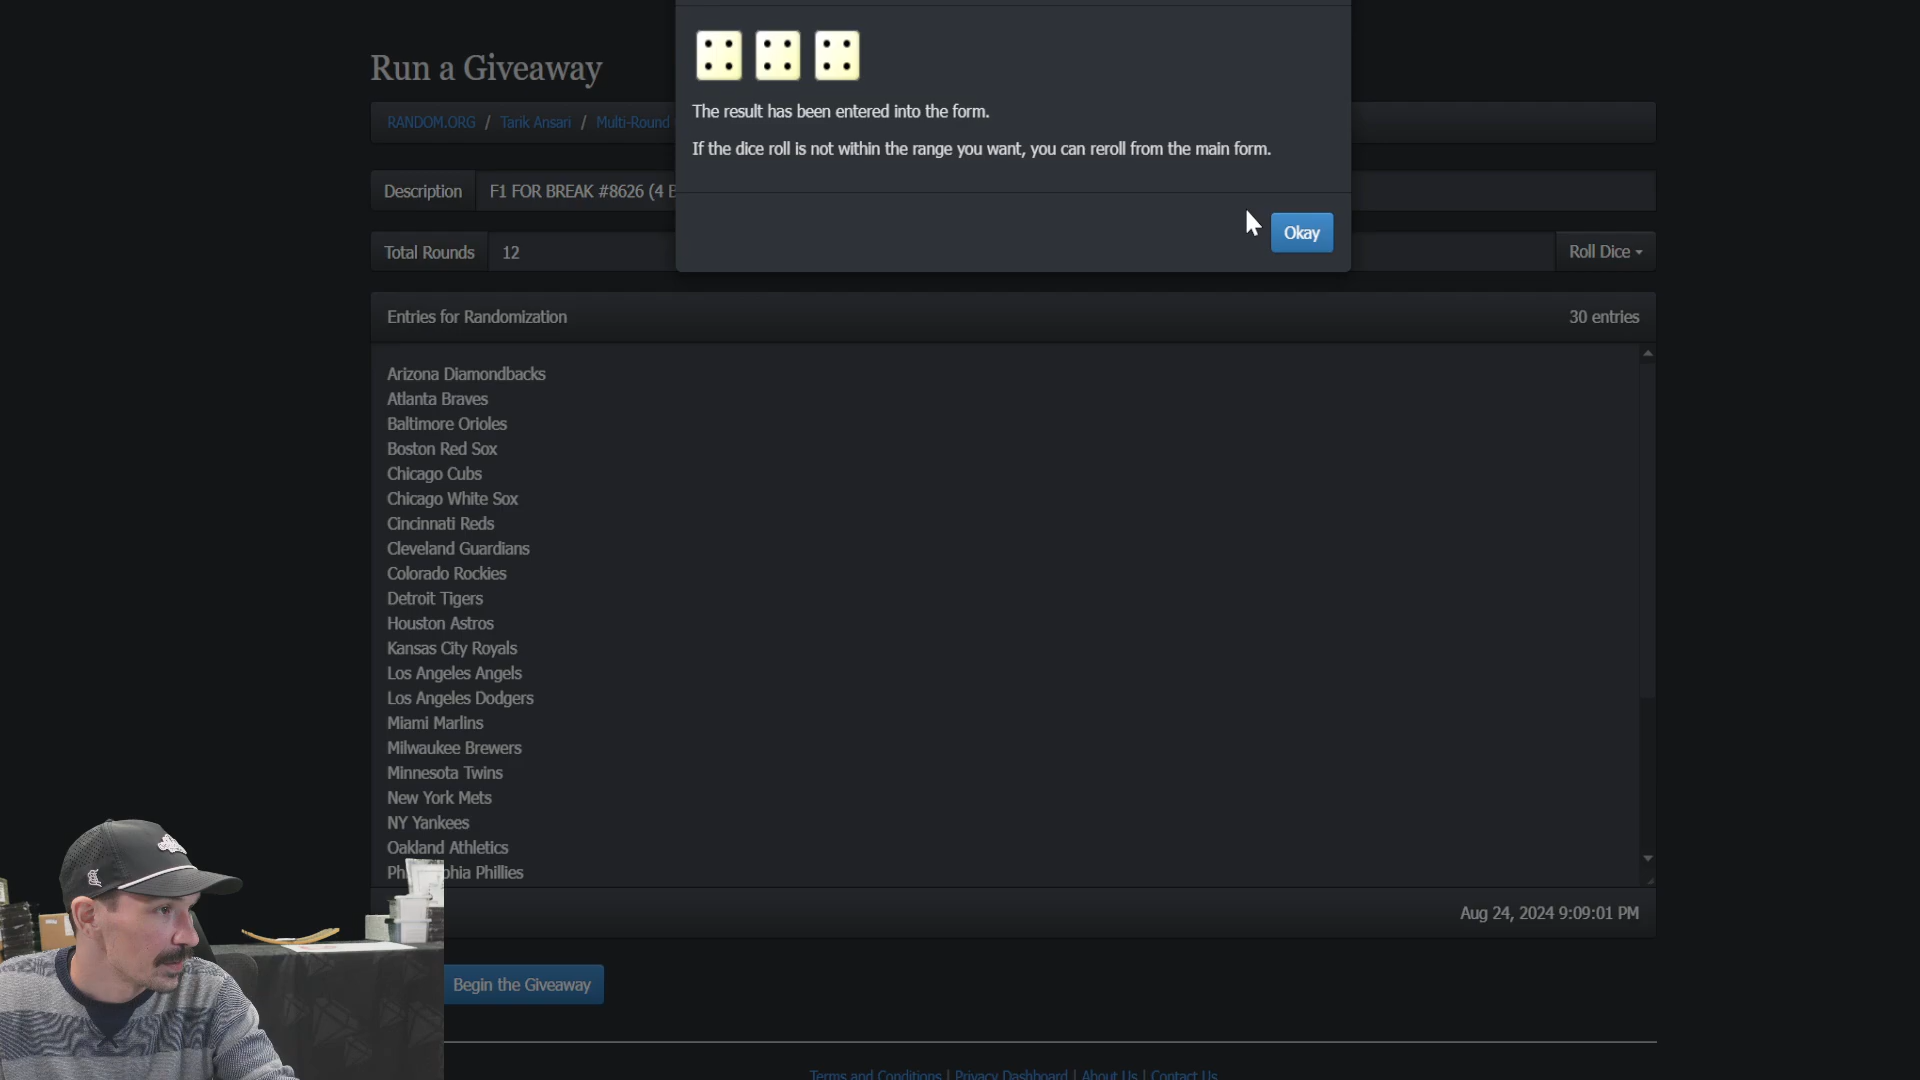 Run a Giveaway
RANDOM.ORG / Tarik Ansari / Multi-Round
The result has been entered into the form.
If the dice roll is not within the range you want, you can reroll from the main form.
Okay
Description F1 FOR BREAK #8626 (4 B
Total Rounds 12 Roll Dice
Entries for Randomization 30 entries
Arizona Diamondbacks
Atlanta Braves
Baltimore Orioles
Boston Red Sox
Chicago Cubs
Chicago White Sox
Cincinnati Reds
Cleveland Guardians
Colorado Rockies
Detroit Tigers
Houston Astros
Kansas City Royals
Los Angeles Angels
Los Angeles Dodgers
Miami Marlins
Milwaukee Brewers
Minnesota Twins
New York Mets
NY Yankees
Oakland Athletics
Phillies
Aug 24, 2024 9:09:01 PM
Begin the Giveaway
Terms and Conditions | Privacy Dashboard | About Us | Contact Us